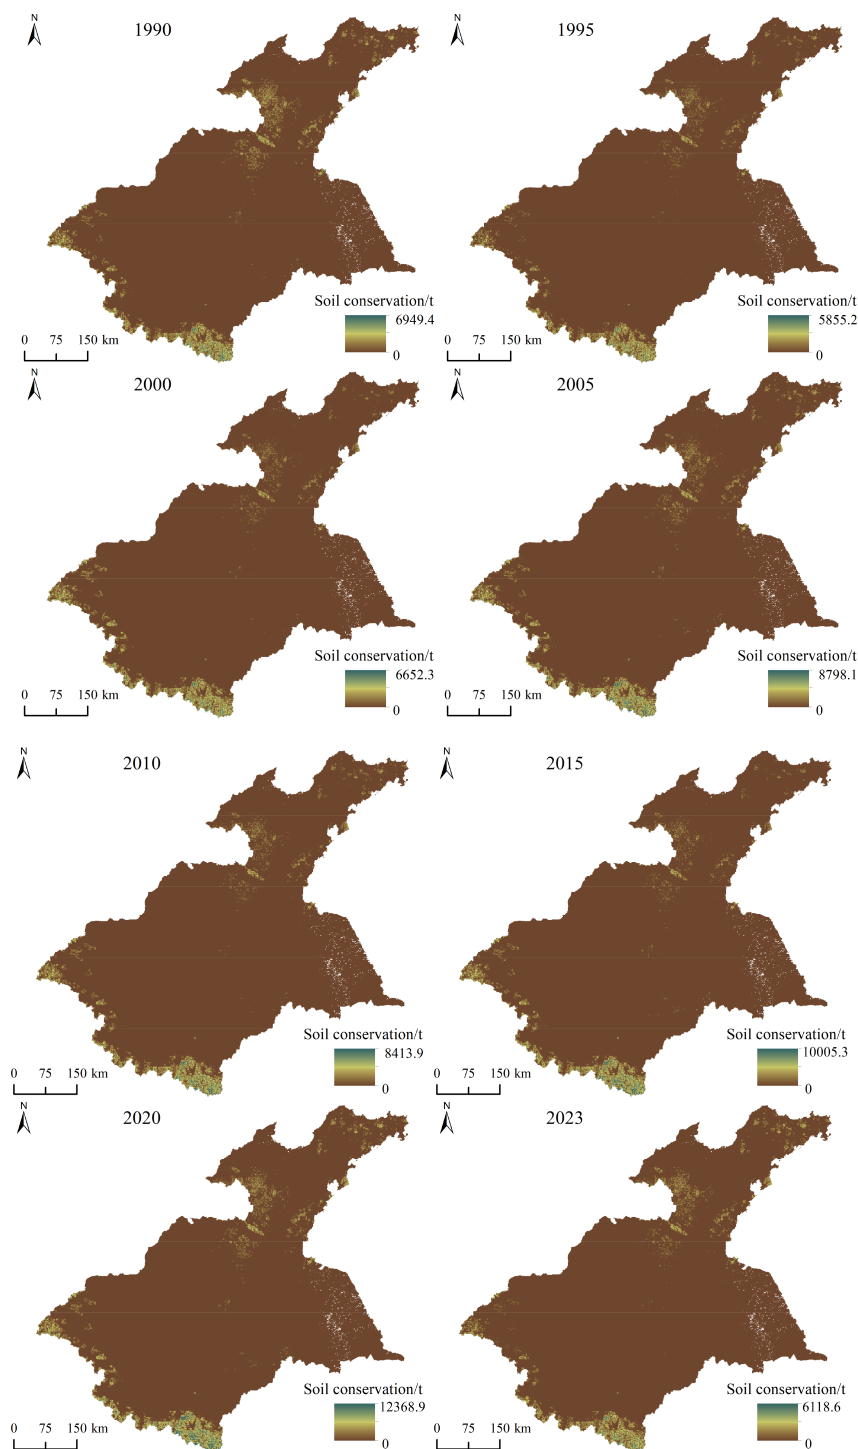 N
1990
Soil conservation/t
6949.4
0
0 75 150 km
N
1995
Soil conservation/t
5855.2
0
0 75 150 km
N
2000
Soil conservation/t
6652.3
0
0 75 150 km
N
2005
Soil conservation/t
8798.1
0
0 75 150 km
N
2010
Soil conservation/t
8413.9
0
0 75 150 km
N
2015
Soil conservation/t
10005.3
0
0 75 150 km
N
2020
Soil conservation/t
12368.9
0
0 75 150 km
N
2023
Soil conservation/t
6118.6
0
0 75 150 km